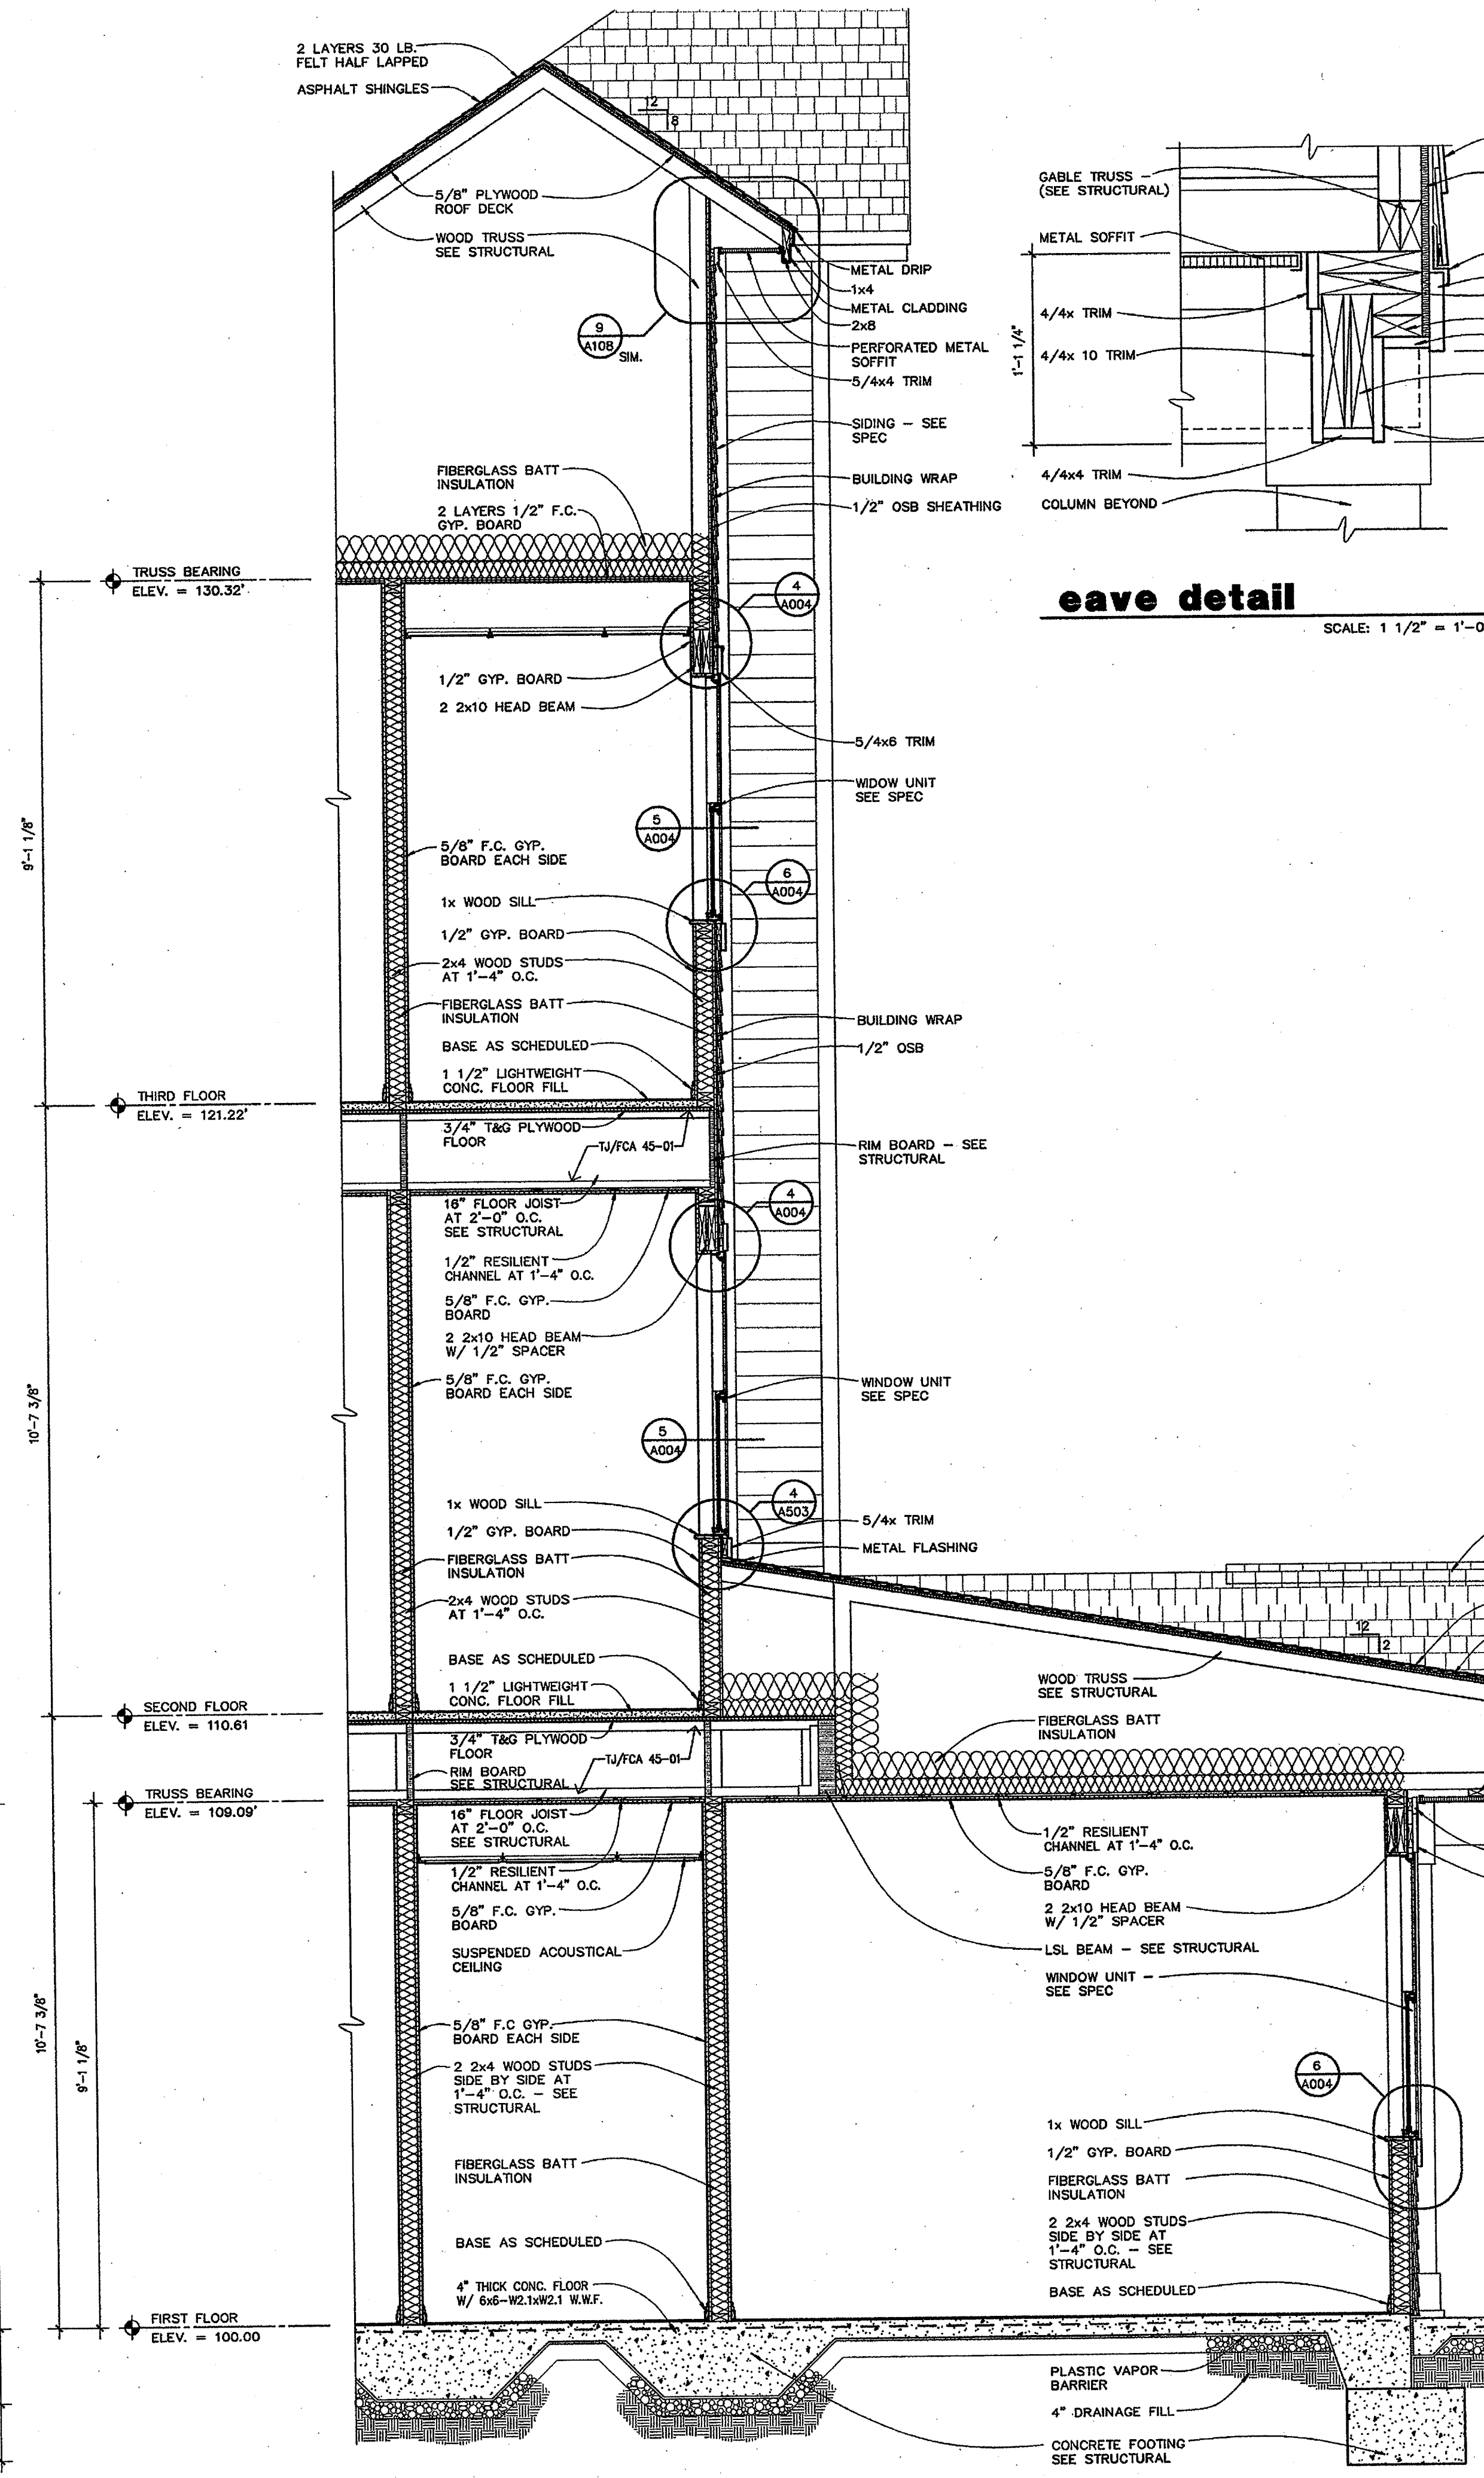 2 LAYERS 30 LB.
FELT HALF LAPPED
ASPHALT SHINGLES
12
8
5/8" PLYWOOD
ROOF DECK
WOOD TRUSS
SEE STRUCTURAL
METAL DRIP
1x4
METAL CLADDING
2x8
9
A108
SIM.
PERFORATED METAL
SOFFIT
5/4x4 TRIM
SIDING - SEE
SPEC
FIBERGLASS BATT
INSULATION
BUILDING WRAP
2 LAYERS 1/2" F.C.
GYP. BOARD
1/2" OSB SHEATHING
GABLE TRUSS -
(SEE STRUCTURAL)
METAL SOFFIT
4/4x TRIM
1'-1 1/4"
4/4x 10 TRIM
4/4x4 TRIM
COLUMN BEYOND
eave detail
SCALE: 1 1/2" = 1'-0
TRUSS BEARING
ELEV. = 130.32'
4
A004
1/2" GYP. BOARD
2 2x10 HEAD BEAM
5/4x6 TRIM
WIDOW UNIT
SEE SPEC
5
A004
9'-1 1/8"
5/8" F.C. GYP.
BOARD EACH SIDE
6
A004
1x WOOD SILL
1/2" GYP. BOARD
2x4 WOOD STUDS
AT 1'-4" O.C.
FIBERGLASS BATT
INSULATION
BUILDING WRAP
BASE AS SCHEDULED
1/2" OSB
1 1/2" LIGHTWEIGHT
CONC. FLOOR FILL
THIRD FLOOR
ELEV. = 121.22'
3/4" T&G PLYWOOD
FLOOR
TJ/FCA 45-01
RIM BOARD - SEE
STRUCTURAL
16" FLOOR JOIST
AT 2'-0" O.C.
SEE STRUCTURAL
4
A004
1/2" RESILIENT
CHANNEL AT 1'-4" O.C.
5/8" F.C. GYP.
BOARD
2 2x10 HEAD BEAM
W/ 1/2" SPACER
5/8" F.C. GYP.
BOARD EACH SIDE
WINDOW UNIT
SEE SPEC
10'-7 3/8"
5
A004
1x WOOD SILL
4
A503
1/2" GYP. BOARD
5/4x TRIM
METAL FLASHING
FIBERGLASS BATT
INSULATION
2x4 WOOD STUDS
AT 1'-4" O.C.
12
2
BASE AS SCHEDULED
1 1/2" LIGHTWEIGHT
CONC. FLOOR FILL
WOOD TRUSS
SEE STRUCTURAL
FIBERGLASS BATT
INSULATION
SECOND FLOOR
ELEV. = 110.61
3/4" T&G PLYWOOD
FLOOR
TJ/FCA 45-01
RIM BOARD
SEE STRUCTURAL
TRUSS BEARING
ELEV. = 109.09'
16" FLOOR JOIST
AT 2'-0" O.C.
SEE STRUCTURAL
1/2" RESILIENT
CHANNEL AT 1'-4" O.C.
5/8" F.C. GYP.
BOARD
SUSPENDED ACOUSTICAL
CEILING
1/2" RESILIENT
CHANNEL AT 1'-4" O.C.
5/8" F.C. GYP.
BOARD
2 2x10 HEAD BEAM
W/ 1/2" SPACER
LSL BEAM - SEE STRUCTURAL
WINDOW UNIT -
SEE SPEC
10'-7 3/8"
9'-1 1/8"
5/8" F.C GYP.
BOARD EACH SIDE
2 2x4 WOOD STUDS
SIDE BY SIDE AT
1'-4" O.C. - SEE
STRUCTURAL
FIBERGLASS BATT
INSULATION
BASE AS SCHEDULED
4" THICK CONC. FLOOR
W/ 6x6-W2.1xW2.1 W.W.F.
6
A004
1x WOOD SILL
1/2" GYP. BOARD
FIBERGLASS BATT
INSULATION
2 2x4 WOOD STUDS
SIDE BY SIDE AT
1'-4" O.C. - SEE
STRUCTURAL
BASE AS SCHEDULED
FIRST FLOOR
ELEV. = 100.00
PLASTIC VAPOR
BARRIER
4" DRAINAGE FILL
CONCRETE FOOTING
SEE STRUCTURAL